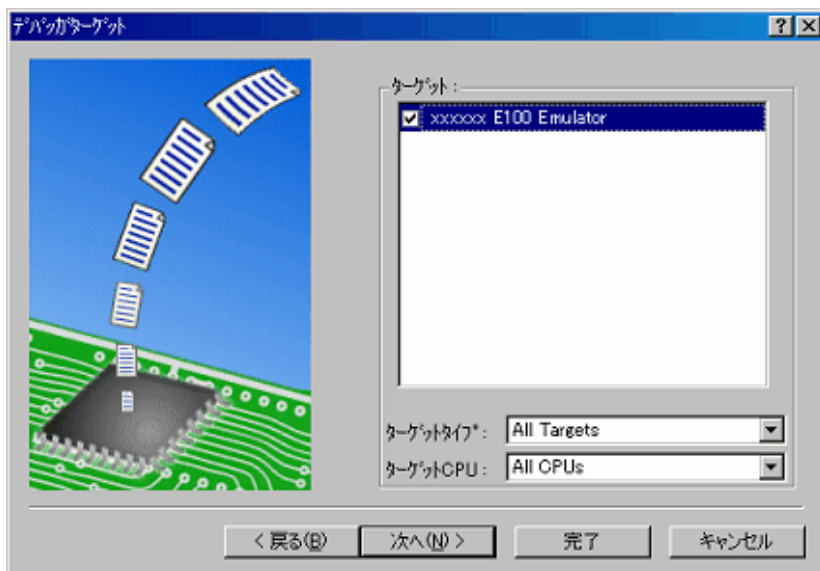 ﾃﾞﾊﾞｯｶﾞﾀｰｹﾞｯﾄ
ﾀｰｹﾞｯﾄ :
xxxxxx E100 Emulator
ﾀｰｹﾞｯﾄﾀｲﾌﾟ : All Targets
ﾀｰｹﾞｯﾄCPU : All CPUs
< 戻る(B) 次へ(N) > 完了 キャンセル